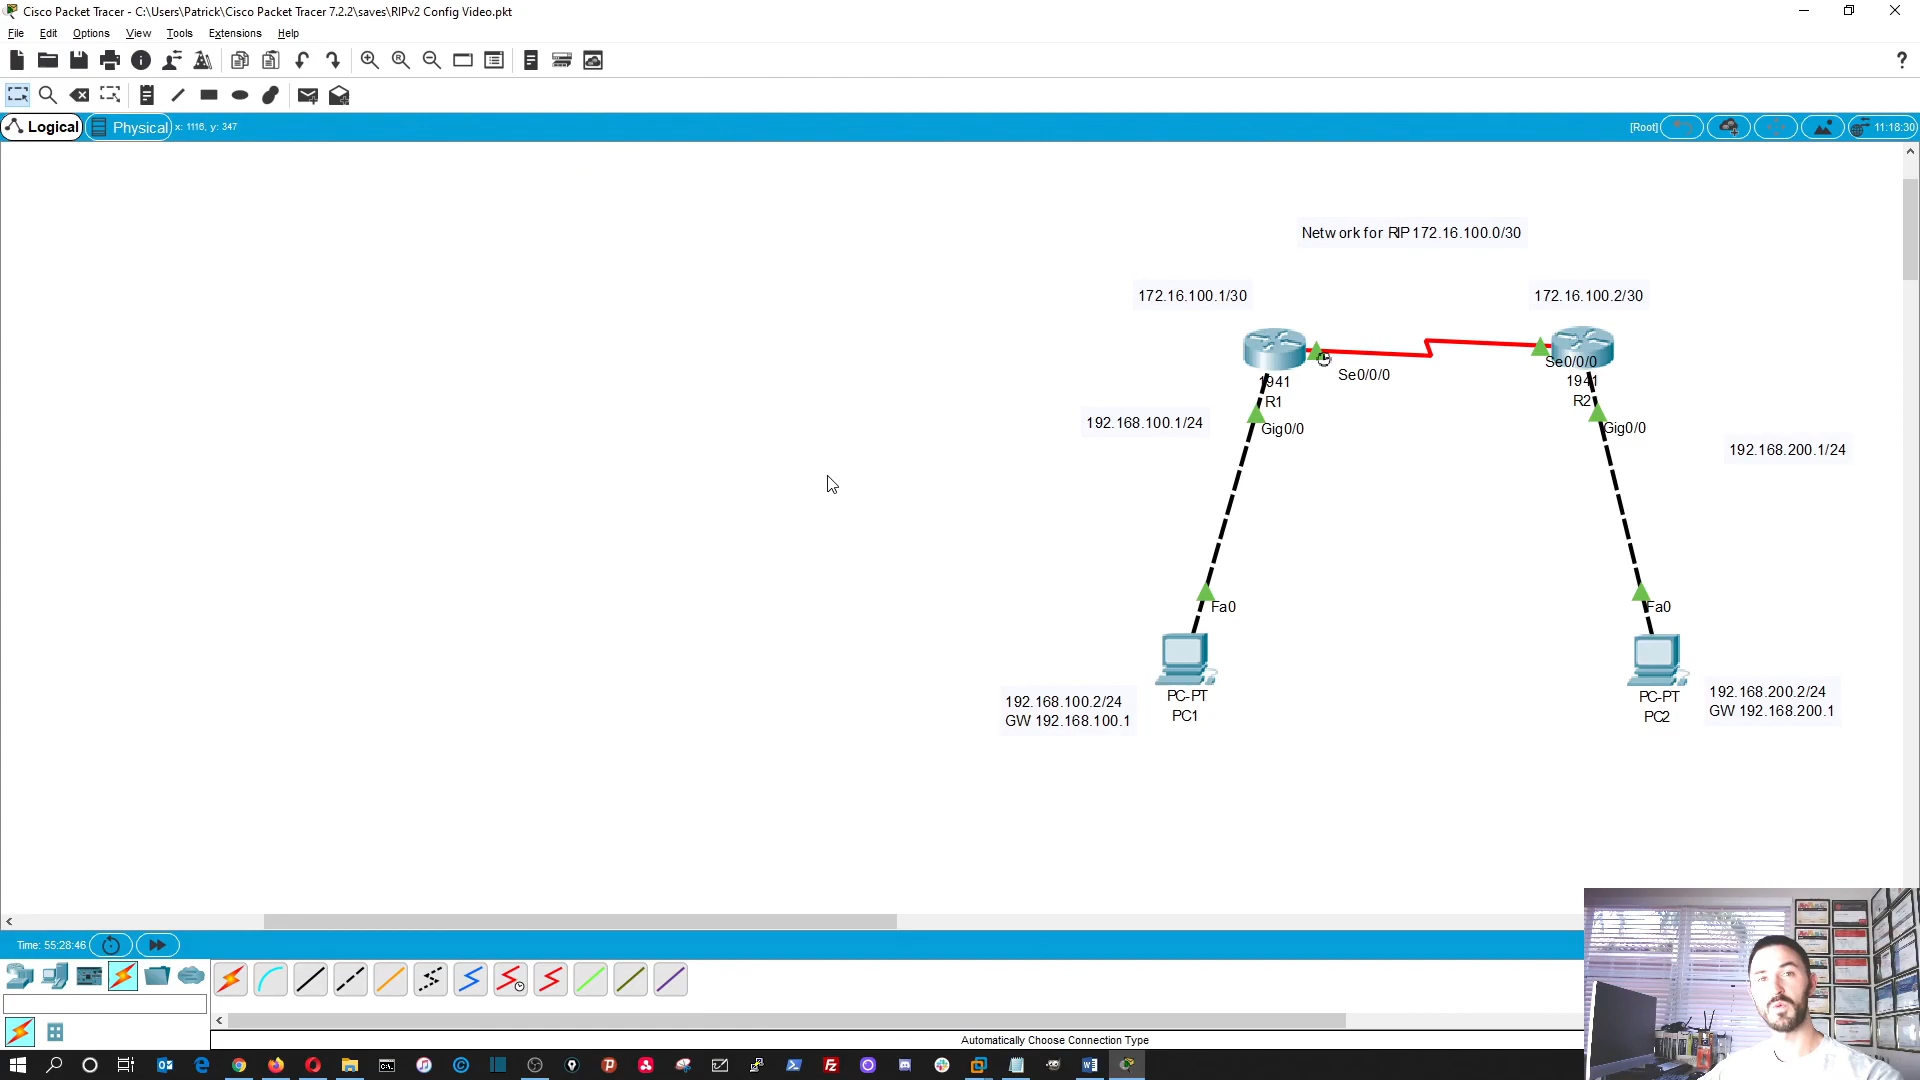 Cisco Packet Tracer - C:\Users\Patrick\Cisco Packet Tracer 7.2.2\saves\RIPv2 Config Video.pkt
File Edit Options View Tools Extensions Help
Logical Physical x: 1116, y: 347 [Root] 11:18:30
Network for RIP 172.16.100.0/30
172.16.100.1/30
172.16.100.2/30
Se0/0/0
Se0/0/0
1941
R1
1941
R2
192.168.100.1/24
Gig0/0
Gig0/0
192.168.200.1/24
Fa0
Fa0
192.168.100.2/24
GW 192.168.100.1
PC-PT
PC1
PC-PT
PC2
192.168.200.2/24
GW 192.168.200.1
Time: 55:28:46
Automatically Choose Connection Type